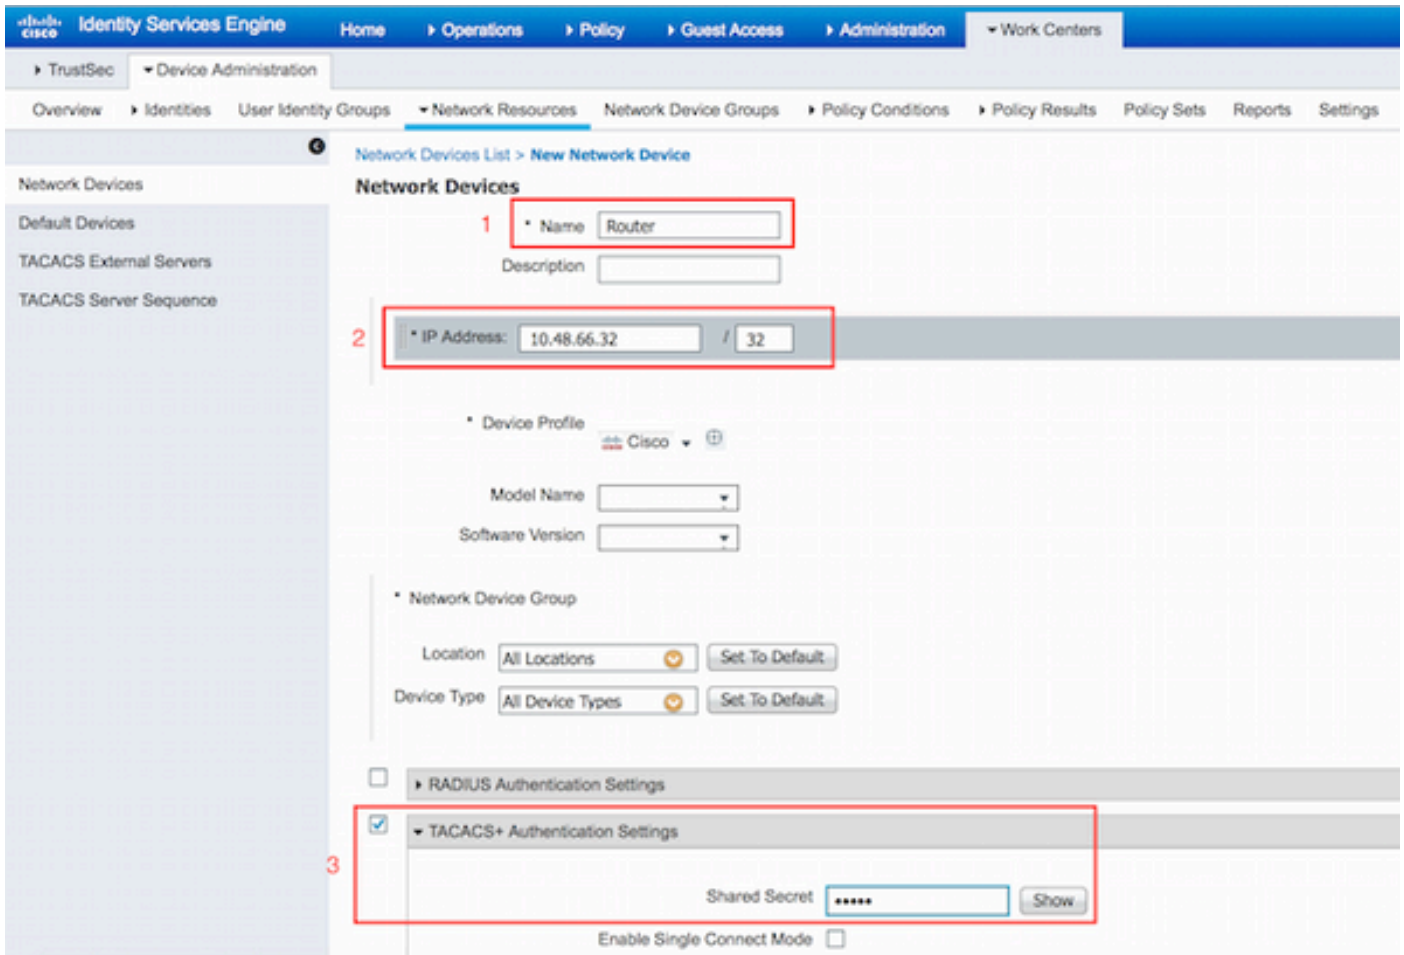 cisco Identity Services Engine Home Operations Policy Guest Access Administration Work Centers
TrustSec Device Administration
Overview Identities User Identity Groups Network Resources Network Device Groups Policy Conditions Policy Results Policy Sets Reports Settings
Network Devices List > New Network Device
Network Devices
Default Devices
TACACS External Servers
TACACS Server Sequence
Network Devices
1 * Name Router
Description
2 * IP Address: 10.48.66.32 / 32
* Device Profile
Cisco
Model Name
Software Version
* Network Device Group
Location All Locations Set To Default
Device Type All Device Types Set To Default
RADIUS Authentication Settings
TACACS+ Authentication Settings
3
Shared Secret ••••• Show
Enable Single Connect Mode